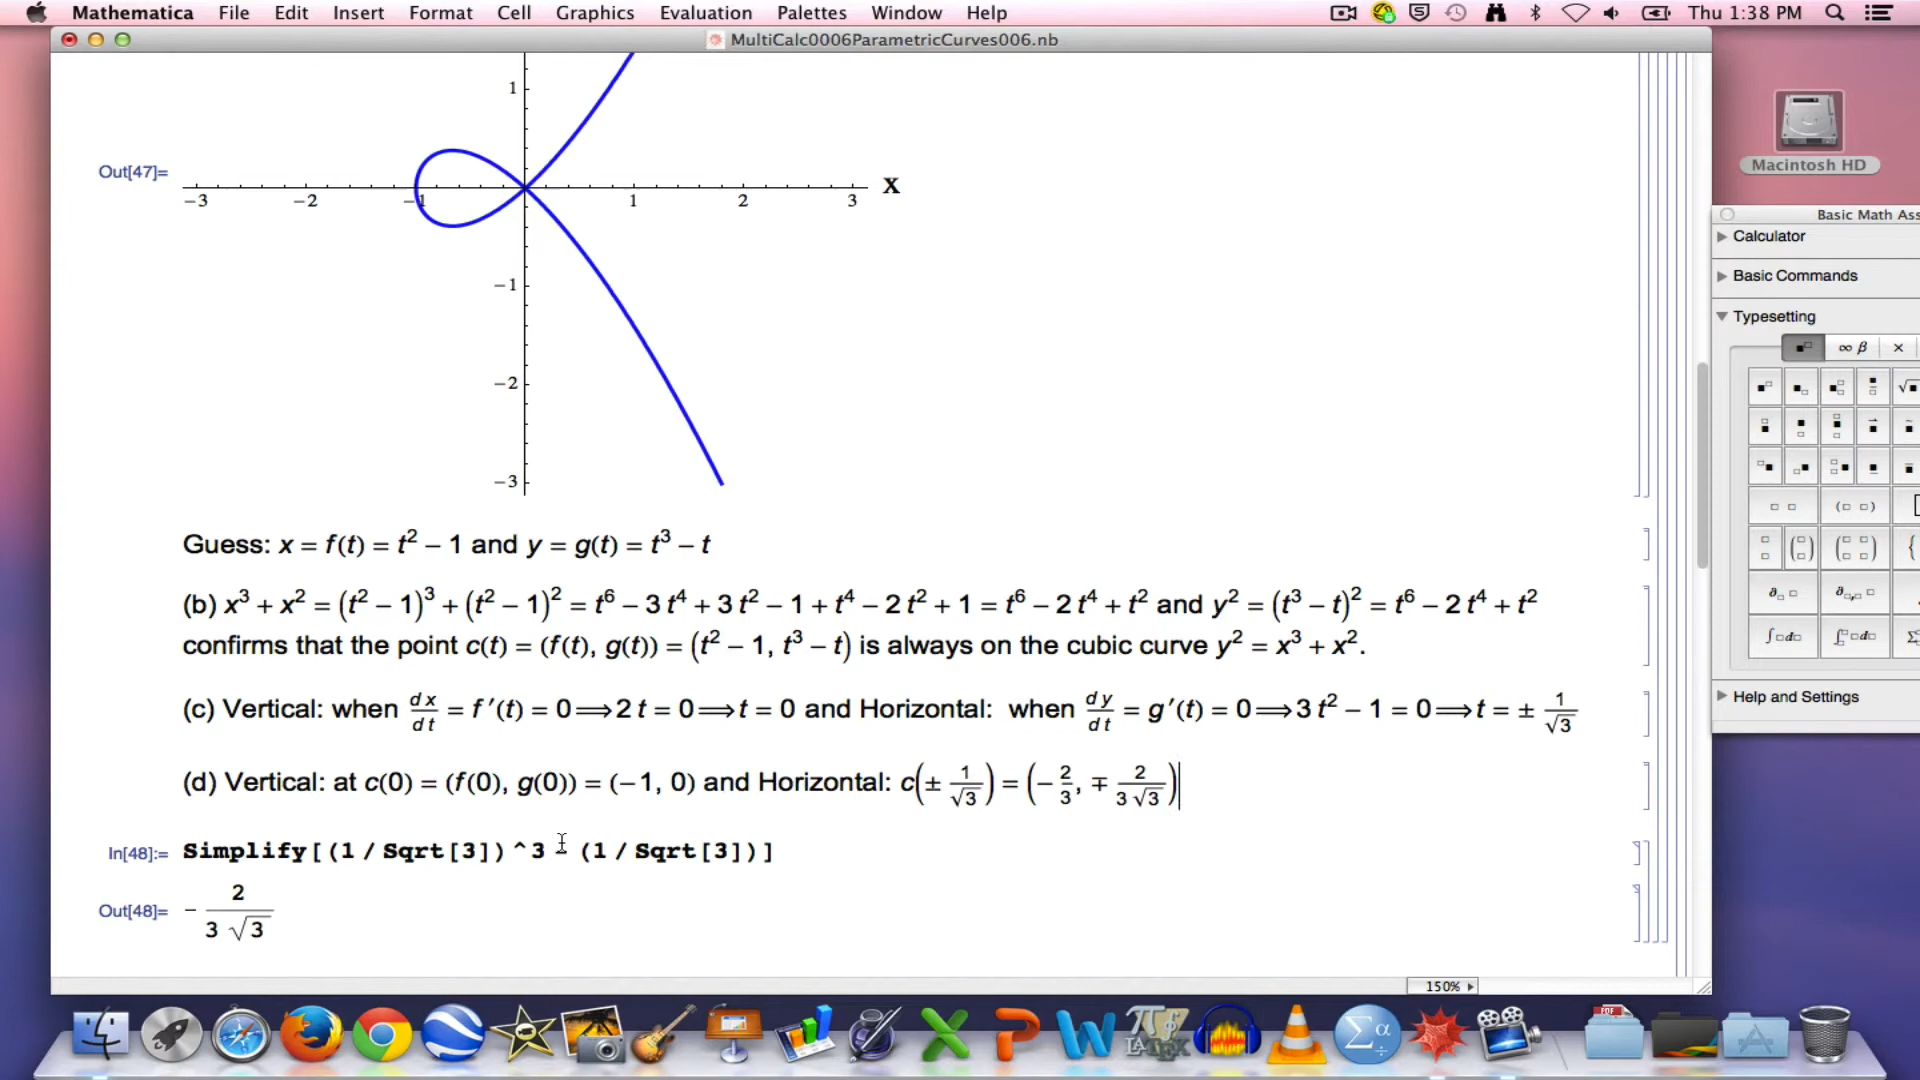 Mathematica File Edit Insert Format Cell Graphics Evaluation Palettes Window Help Thu 1:38 PM
MultiCalc0006ParametricCurves006.nb
1
Out[47]=
−3 −2 −1 1 2 3 X
−1
−2
−3
Guess: x = f(t) = t² − 1 and y = g(t) = t³ − t
(b) x³ + x² = (t² − 1)³ + (t² − 1)² = t⁶ − 3 t⁴ + 3 t² − 1 + t⁴ − 2 t² + 1 = t⁶ − 2 t⁴ + t² and y² = (t³ − t)² = t⁶ − 2 t⁴ + t²
confirms that the point c(t) = (f(t), g(t)) = (t² − 1, t³ − t) is always on the cubic curve y² = x³ + x².
(c) Vertical: when dx/dt = f ′(t) = 0⟹2 t = 0⟹t = 0 and Horizontal: when dy/dt = g′(t) = 0⟹3 t² − 1 = 0⟹t = ± 1/√3
(d) Vertical: at c(0) = (f(0), g(0)) = (−1, 0) and Horizontal: c(± 1/√3) = (− 2/3, ∓ 2/(3 √3))
In[48]:= Simplify[(1 / Sqrt[3]) ^ 3 − (1 / Sqrt[3])]
Out[48]= − 2/(3 √3)
150%
Macintosh HD
Basic Math Ass
Calculator
Basic Commands
Typesetting
∞ β ×
Help and Settings